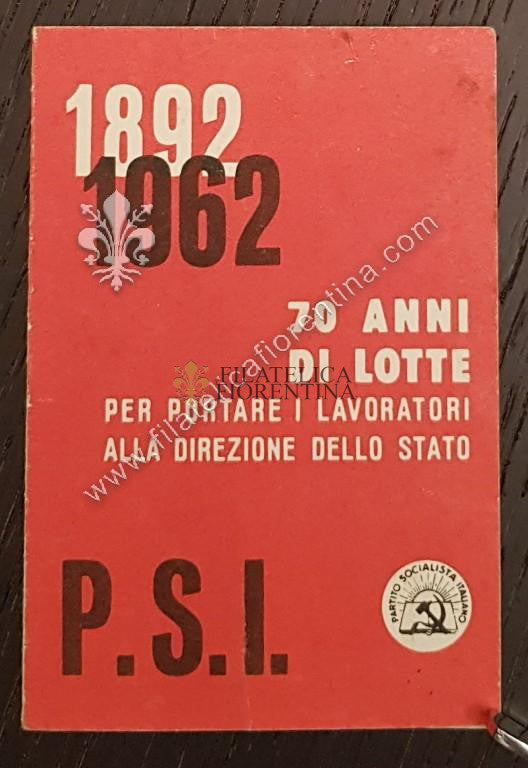 1892
1962
70 ANNI
DI LOTTE
PER PORTARE I LAVORATORI
ALLA DIREZIONE DELLO STATO
P.S.I.
PARTITO SOCIALISTA ITALIANO
FILATELICA
FIORENTINA
www.filatelicafiorentina.com